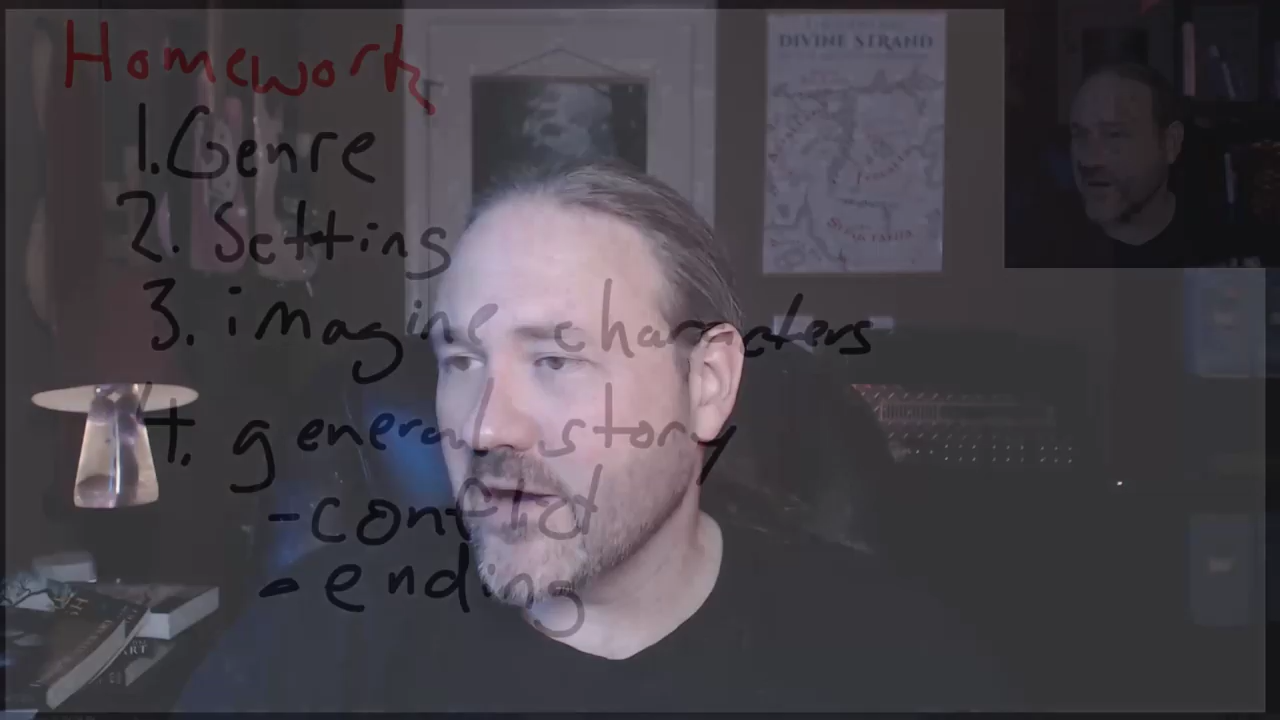 Homework
1. Genre
2. Setting
3. imagine characters
4. general story
- conflict
- ending
DIVINE STRAND